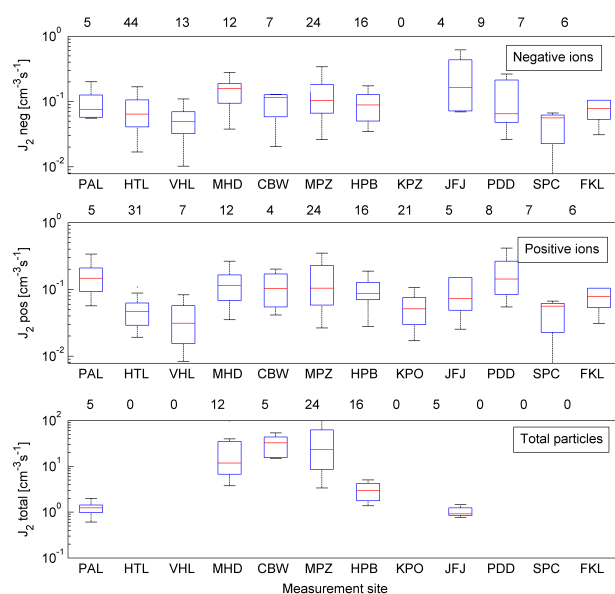 5 44 13 12 7 24 16 0 4 9 7 6
10^0
Negative ions
10^-1
10^-2
J_2 neg [cm^-3s^-1]
PAL HTL VHL MHD CBW MPZ HPB KPZ JFJ PDD SPC FKL
5 31 7 12 4 24 16 21 5 8 7 6
10^0
Positive ions
10^-1
10^-2
J_2 pos [cm^-3s^-1]
PAL HTL VHL MHD CBW MPZ HPB KPO JFJ PDD SPC FKL
5 0 0 12 5 24 16 0 5 0 0 0
10^2
Total particles
10^1
10^0
10^-1
J_2 total [cm^-3s^-1]
PAL HTL VHL MHD CBW MPZ HPB KPO JFJ PDD SPC FKL
Measurement site